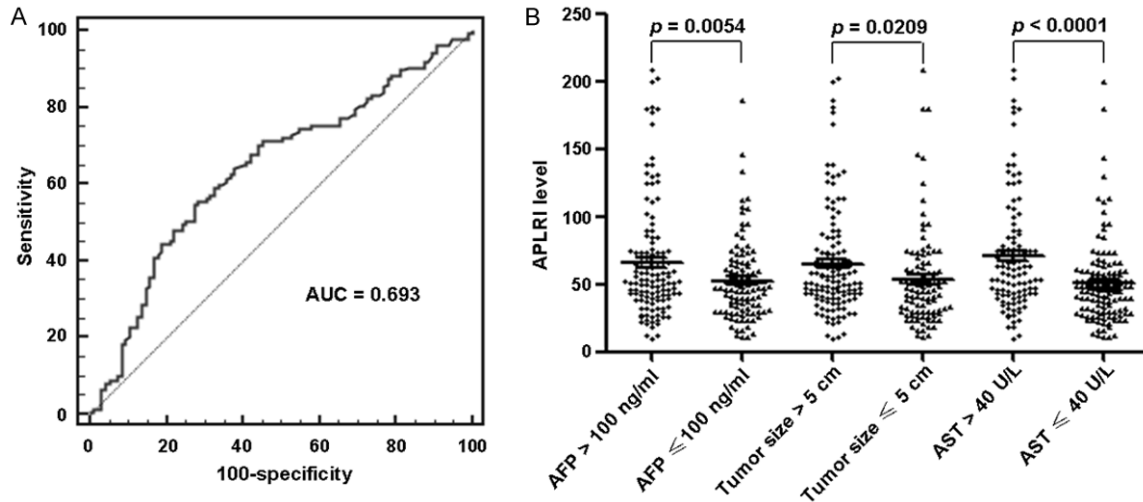 A
100
80
60
40
20
0
Sensitivity
AUC = 0.693
0 20 40 60 80 100
100-specificity
B
250
200
150
100
50
0
APLRI level
p = 0.0054
p = 0.0209
p < 0.0001
AFP > 100 ng/ml
AFP ≦ 100 ng/ml
Tumor size > 5 cm
Tumor size ≦ 5 cm
AST > 40 U/L
AST ≦ 40 U/L